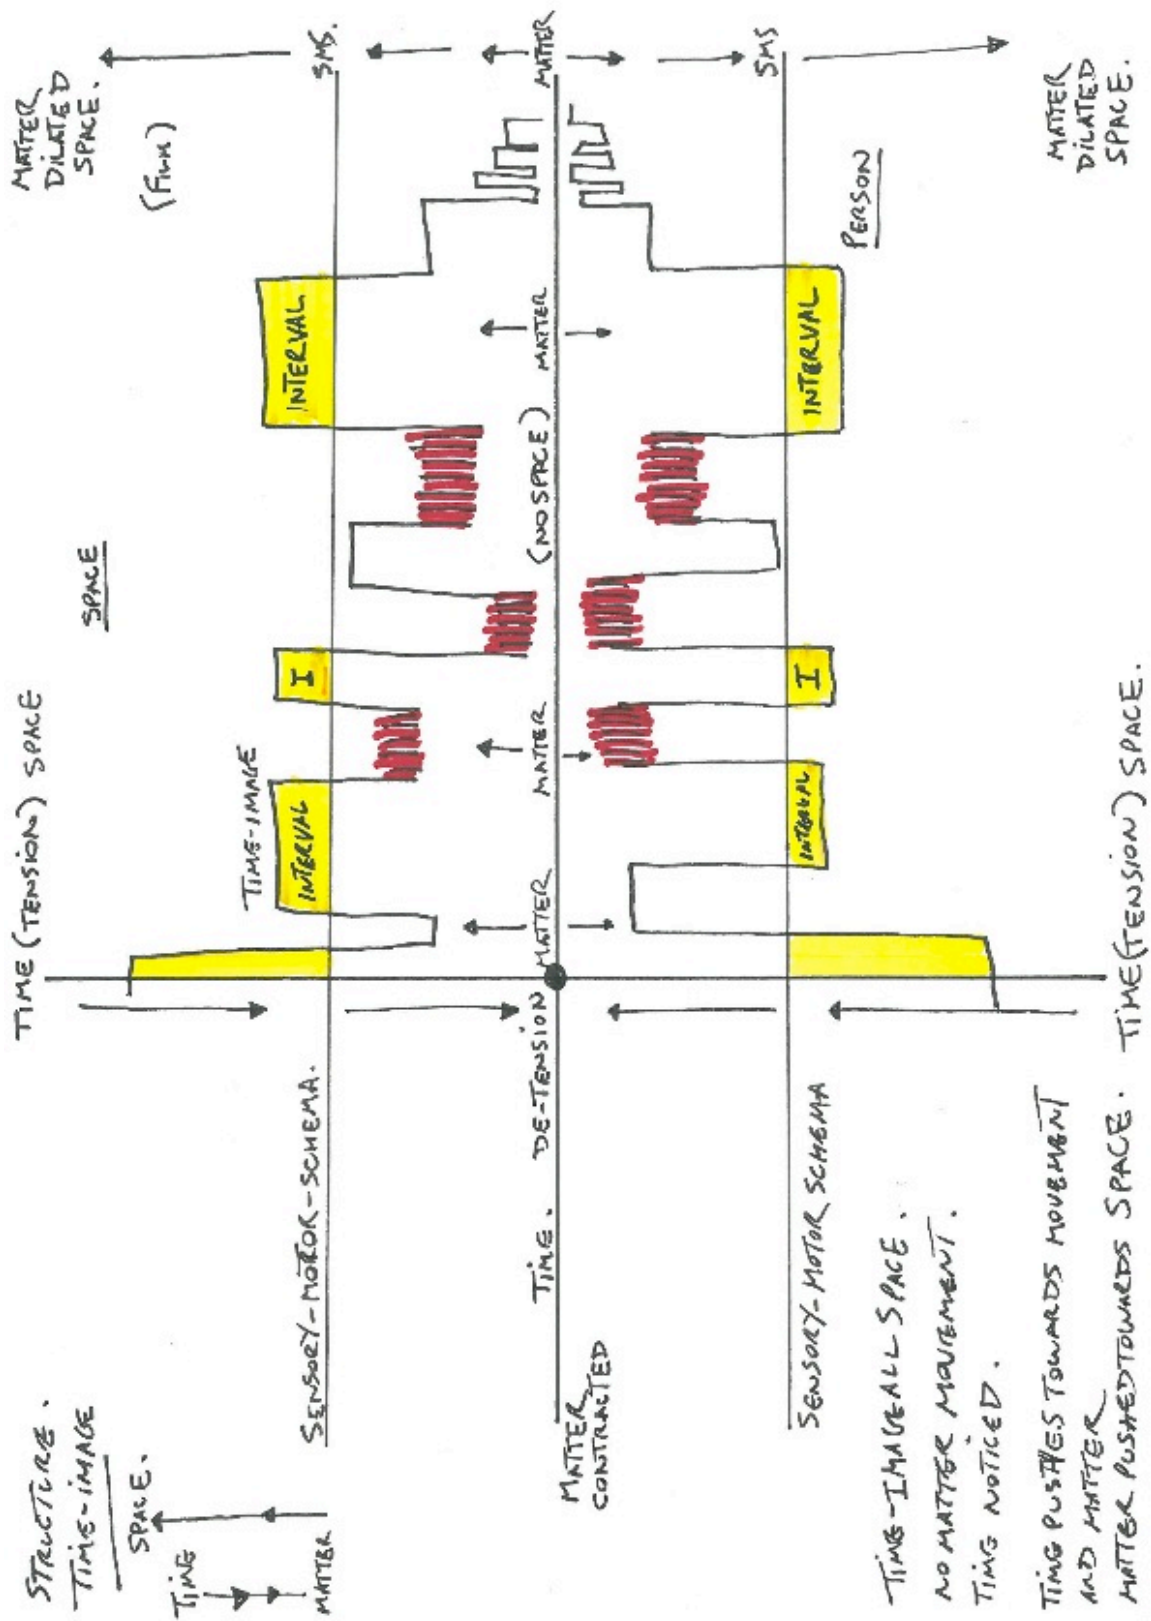 STRUCTURE.
TIME-IMAGE
SPACE.
TIME
MATTER
TIME (TENSION) SPACE
SPACE
MATTER
DILATED
SPACE.
(FILM)
TIME-IMAGE
INTERVAL
I
INTERVAL
SENSORY-MOROR-SCHEMA.
SMS.
MATTER
CONTRACTED
TIME. DE-TENSION
MATTER
MATTER
(NO SPACE)
MATTER
MATTER
SENSORY-MOTOR SCHEMA
SMS
INTERVAL
I
INTERVAL
PERSON
TIME-IMAGE ALL SPACE.
NO MATTER MOVEMENT.
TIME NOTICED.
TIME PUSHES TOWARDS MOVEMENT
AND MATTER
MATTER PUSHED TOWARDS SPACE.
TIME (TENSION) SPACE.
MATTER
DILATED
SPACE.